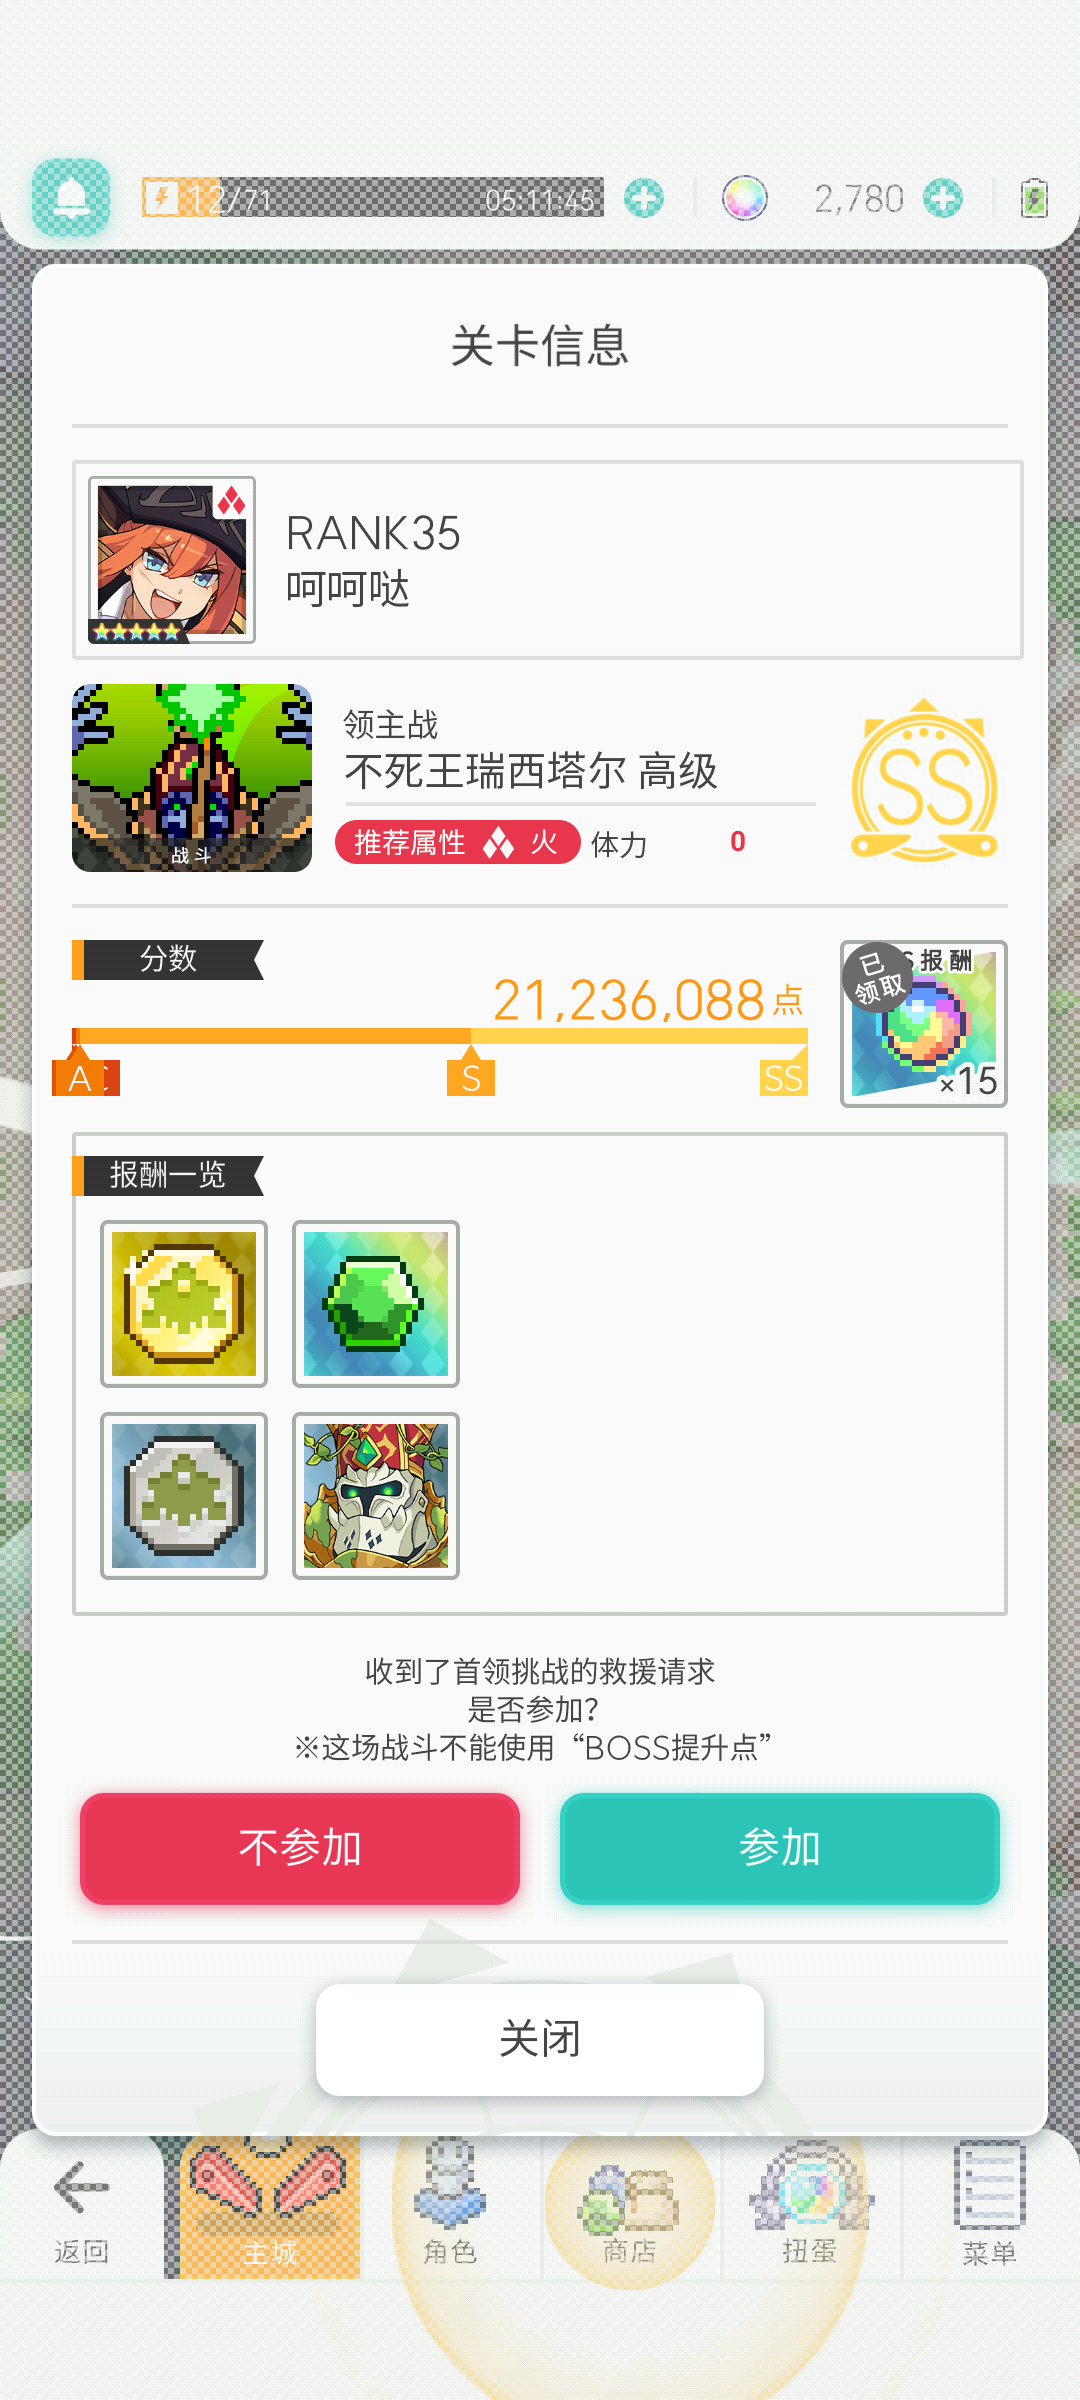 12/71
05:11:45
2,780
关卡信息
RANK35
呵呵哒
战斗
领主战
不死王瑞西塔尔 高级
推荐属性 火 体力 0
SS
分数
21,236,088点
A
S
SS
已领取
报酬
×15
报酬一览
收到了首领挑战的救援请求
是否参加?
※这场战斗不能使用“BOSS提升点”
不参加
参加
关闭
返回
主城
角色
商店
扭蛋
菜单